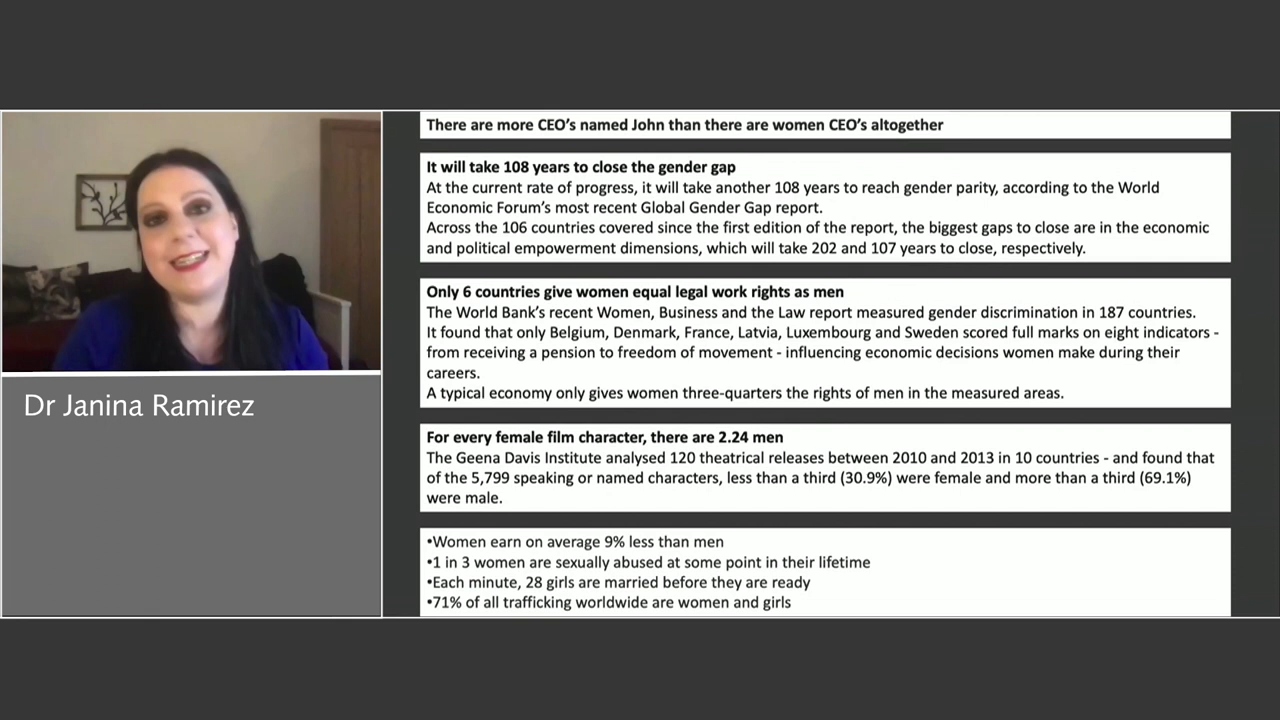 Dr Janina Ramirez
There are more CEO’s named John than there are women CEO’s altogether
It will take 108 years to close the gender gap
At the current rate of progress, it will take another 108 years to reach gender parity, according to the World
Economic Forum’s most recent Global Gender Gap report.
Across the 106 countries covered since the first edition of the report, the biggest gaps to close are in the economic
and political empowerment dimensions, which will take 202 and 107 years to close, respectively.
Only 6 countries give women equal legal work rights as men
The World Bank’s recent Women, Business and the Law report measured gender discrimination in 187 countries.
It found that only Belgium, Denmark, France, Latvia, Luxembourg and Sweden scored full marks on eight indicators -
from receiving a pension to freedom of movement - influencing economic decisions women make during their
careers.
A typical economy only gives women three-quarters the rights of men in the measured areas.
For every female film character, there are 2.24 men
The Geena Davis Institute analysed 120 theatrical releases between 2010 and 2013 in 10 countries - and found that
of the 5,799 speaking or named characters, less than a third (30.9%) were female and more than a third (69.1%)
were male.
•Women earn on average 9% less than men
•1 in 3 women are sexually abused at some point in their lifetime
•Each minute, 28 girls are married before they are ready
•71% of all trafficking worldwide are women and girls